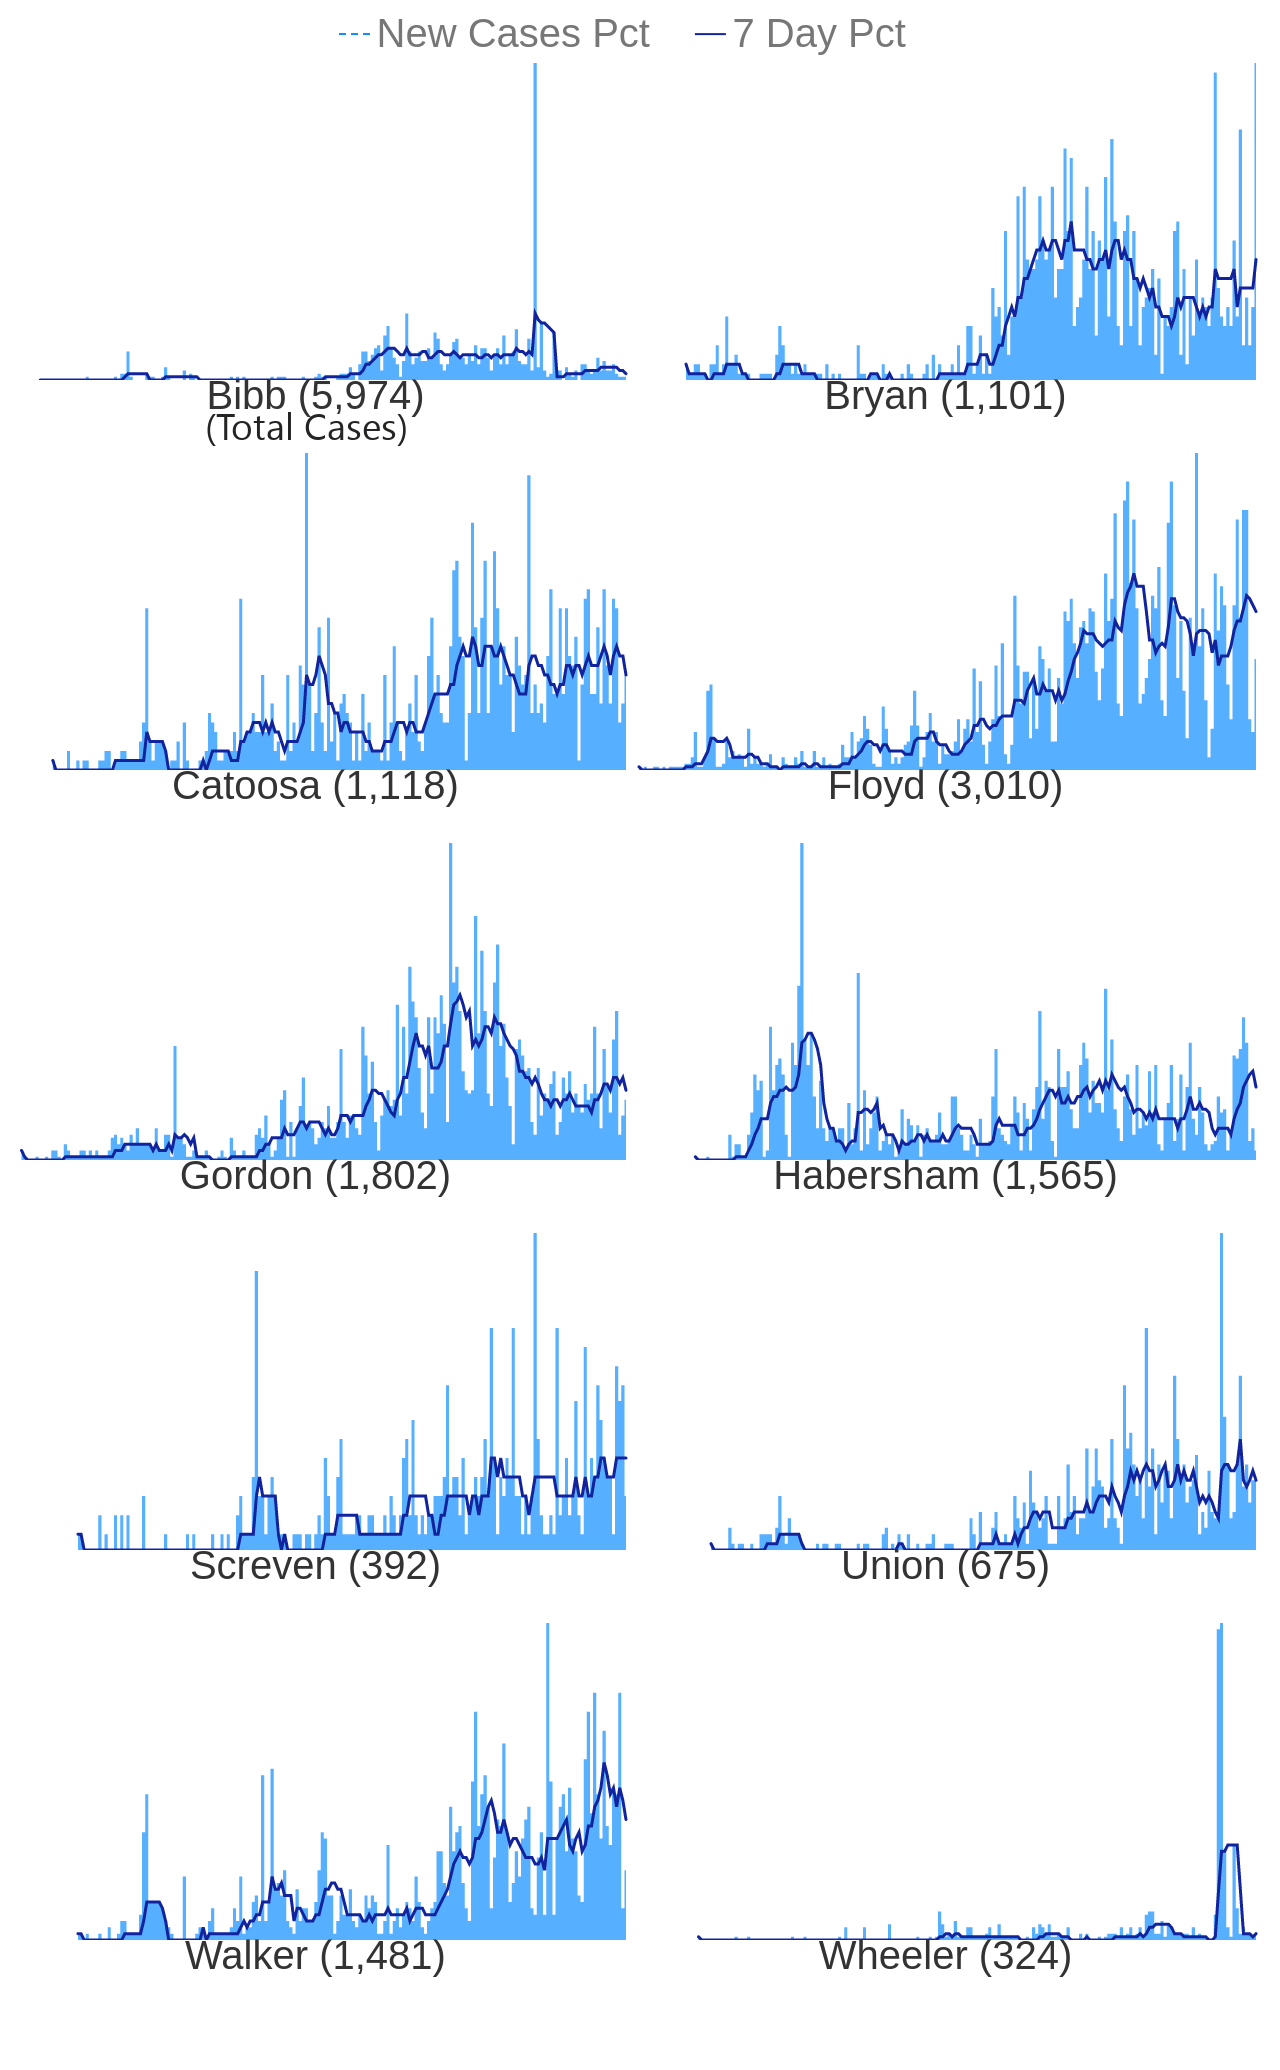 New Cases Pct 7 Day Pct
Bibb (5,974) Bryan (1,101)
(Total Cases)
Catoosa (1,118) Floyd (3,010)
Gordon (1,802) Habersham (1,565)
Screven (392) Union (675)
Walker (1,481) Wheeler (324)